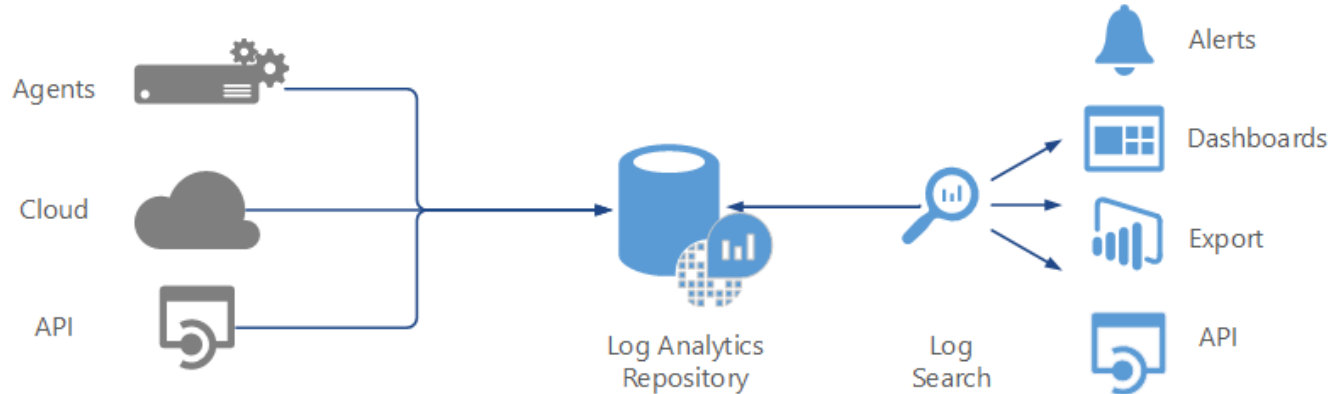 Agents
Cloud
API
Log Analytics
Repository
Log
Search
Alerts
Dashboards
Export
API